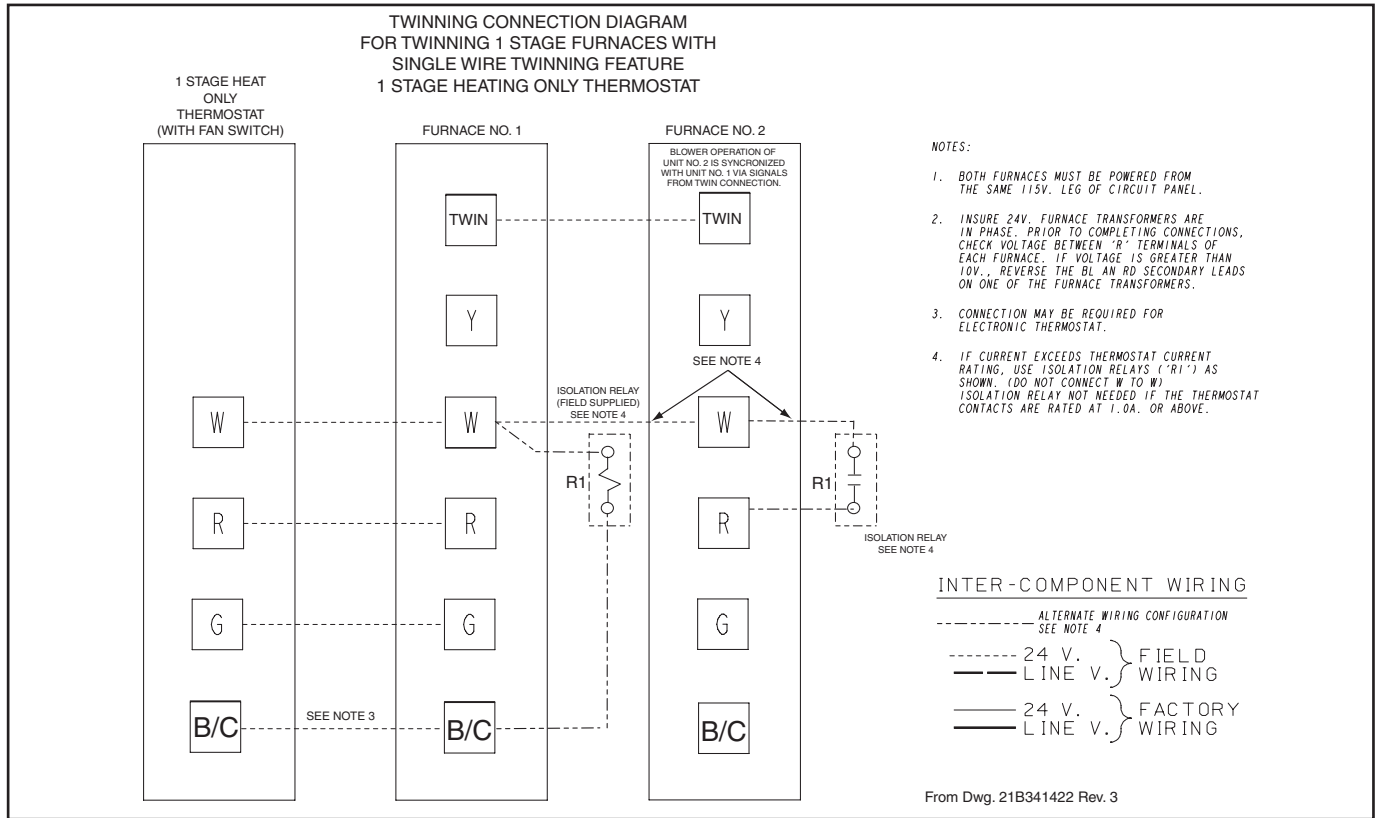 TWINNING CONNECTION DIAGRAM
FOR TWINNING 1 STAGE FURNACES WITH
SINGLE WIRE TWINNING FEATURE
1 STAGE HEATING ONLY THERMOSTAT
1 STAGE HEAT
ONLY
THERMOSTAT
(WITH FAN SWITCH)
W
R
G
B/C
SEE NOTE 3
FURNACE NO. 1
TWIN
Y
W
R
G
B/C
ISOLATION RELAY
(FIELD SUPPLIED)
SEE NOTE 4
R1
FURNACE NO. 2
BLOWER OPERATION OF
UNIT NO. 2 IS SYNCRONIZED
WITH UNIT NO. 1 VIA SIGNALS
FROM TWIN CONNECTION.
TWIN
Y
SEE NOTE 4
W
R
G
B/C
R1
ISOLATION RELAY
SEE NOTE 4
NOTES:
1. BOTH FURNACES MUST BE POWERED FROM
THE SAME 115V. LEG OF CIRCUIT PANEL.
2. INSURE 24V. FURNACE TRANSFORMERS ARE
IN PHASE. PRIOR TO COMPLETING CONNECTIONS,
CHECK VOLTAGE BETWEEN 'R' TERMINALS OF
EACH FURNACE. IF VOLTAGE IS GREATER THAN
10V., REVERSE THE BL AN RD SECONDARY LEADS
ON ONE OF THE FURNACE TRANSFORMERS.
3. CONNECTION MAY BE REQUIRED FOR
ELECTRONIC THERMOSTAT.
4. IF CURRENT EXCEEDS THERMOSTAT CURRENT
RATING, USE ISOLATION RELAYS ('R1') AS
SHOWN. (DO NOT CONNECT W TO W)
ISOLATION RELAY NOT NEEDED IF THE THERMOSTAT
CONTACTS ARE RATED AT 1.0A. OR ABOVE.
INTER-COMPONENT WIRING
ALTERNATE WIRING CONFIGURATION
SEE NOTE 4
24 V. FIELD
LINE V. WIRING
24 V. FACTORY
LINE V. WIRING
From Dwg. 21B341422 Rev. 3